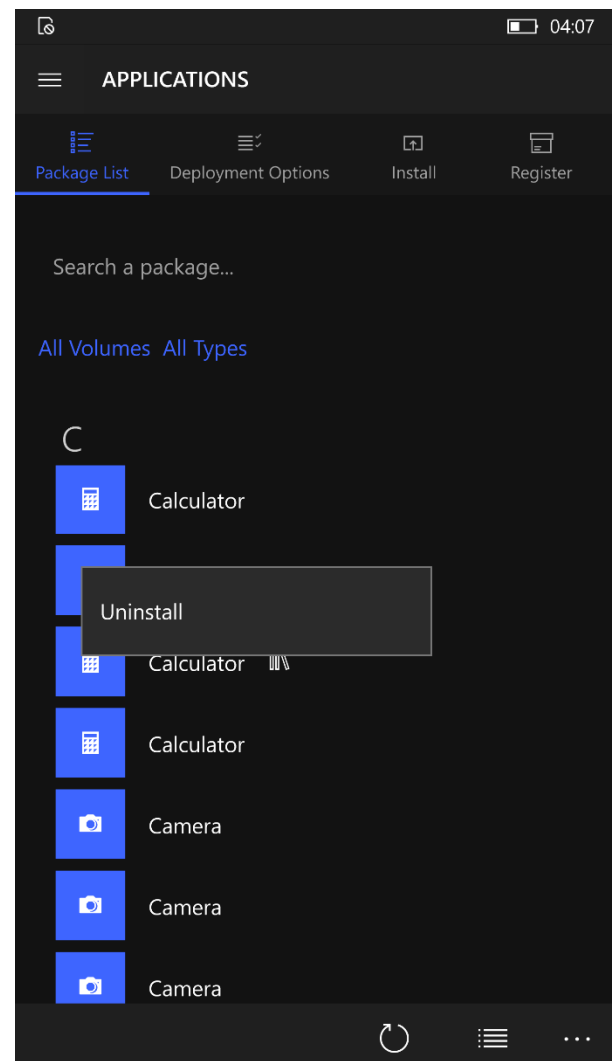 04:07
APPLICATIONS
Package List Deployment Options Install Register
Search a package...
All Volumes All Types
C
Calculator
Uninstall
Calculator
Calculator
Camera
Camera
Camera